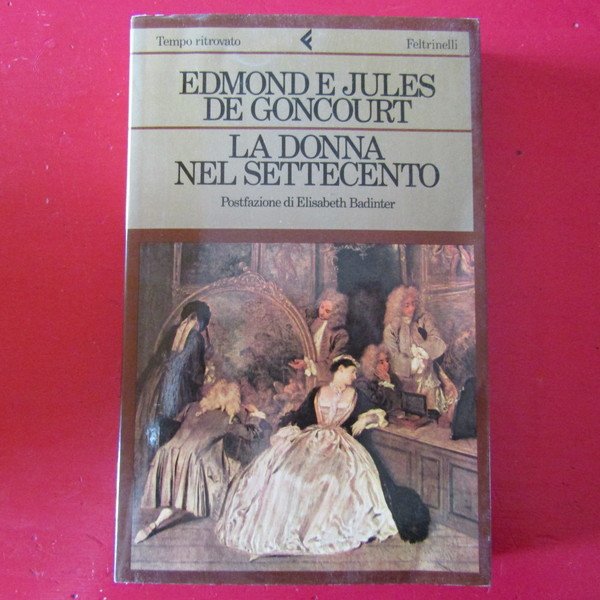 Tempo ritrovato Feltrinelli
EDMOND E JULES
DE GONCOURT
LA DONNA
NEL SETTECENTO
Postfazione di Elisabeth Badinter